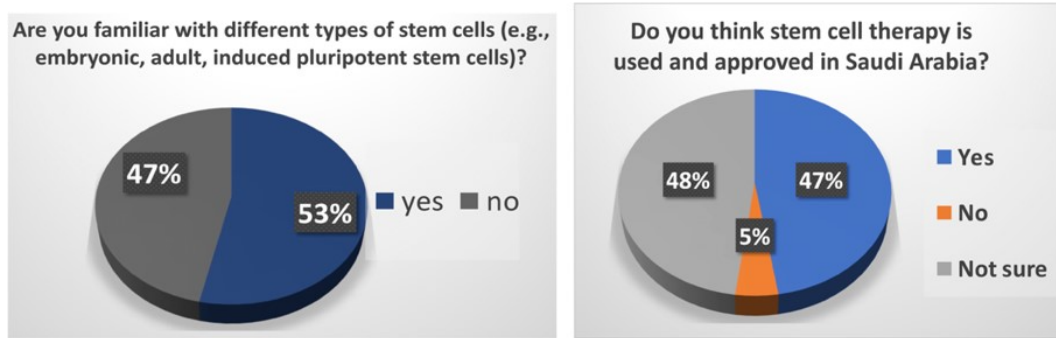 Are you familiar with different types of stem cells (e.g.,
embryonic, adult, induced pluripotent stem cells)?
47%
53%
yes no
Do you think stem cell therapy is
used and approved in Saudi Arabia?
48%
47%
5%
Yes
No
Not sure